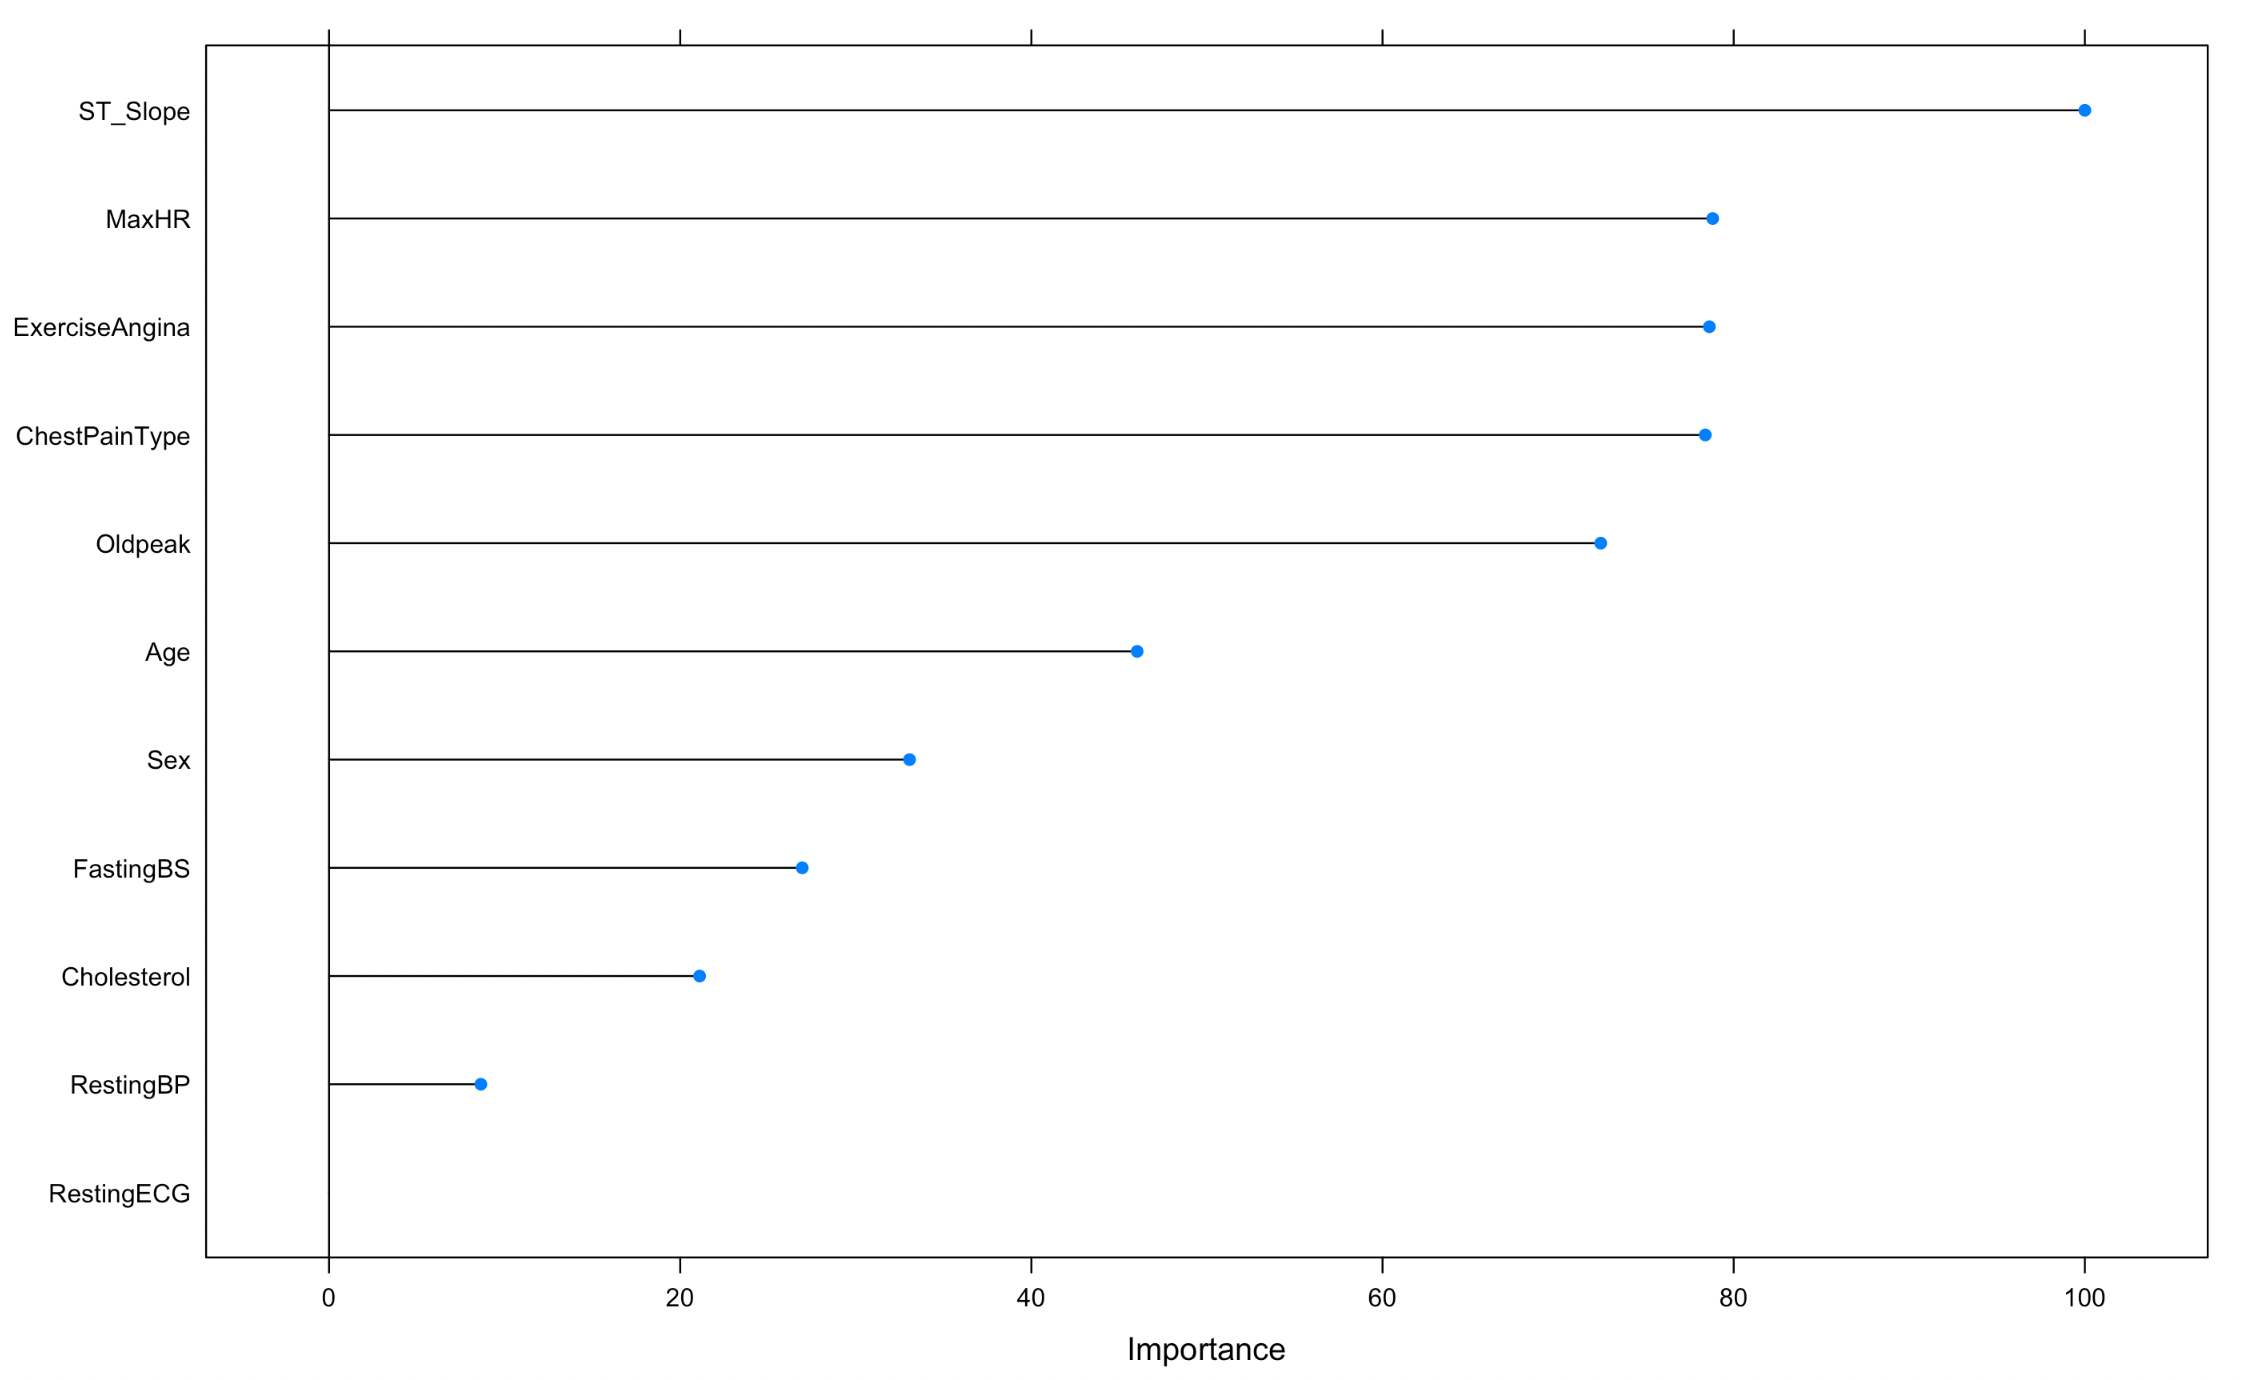 ST_Slope
MaxHR
ExerciseAngina
ChestPainType
Oldpeak
Age
Sex
FastingBS
Cholesterol
RestingBP
RestingECG
0 20 40 60 80 100
Importance